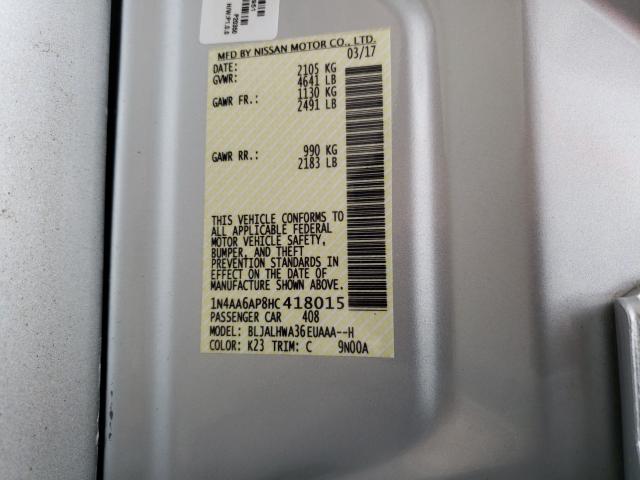 MFD BY NISSAN MOTOR CO., LTD.
DATE: 03/17
GVWR: 2105 KG
4641 LB
GAWR FR.: 1130 KG
2491 LB
GAWR RR.: 990 KG
2183 LB
THIS VEHICLE CONFORMS TO
ALL APPLICABLE FEDERAL
MOTOR VEHICLE SAFETY,
BUMPER, AND THEFT
PREVENTION STANDARDS IN
EFFECT ON THE DATE OF
MANUFACTURE SHOWN ABOVE.
1N4AA6AP8HC418015
PASSENGER CAR 408
MODEL: BLJALHWA36EUAAA--H
COLOR: K23 TRIM: C 9N00A